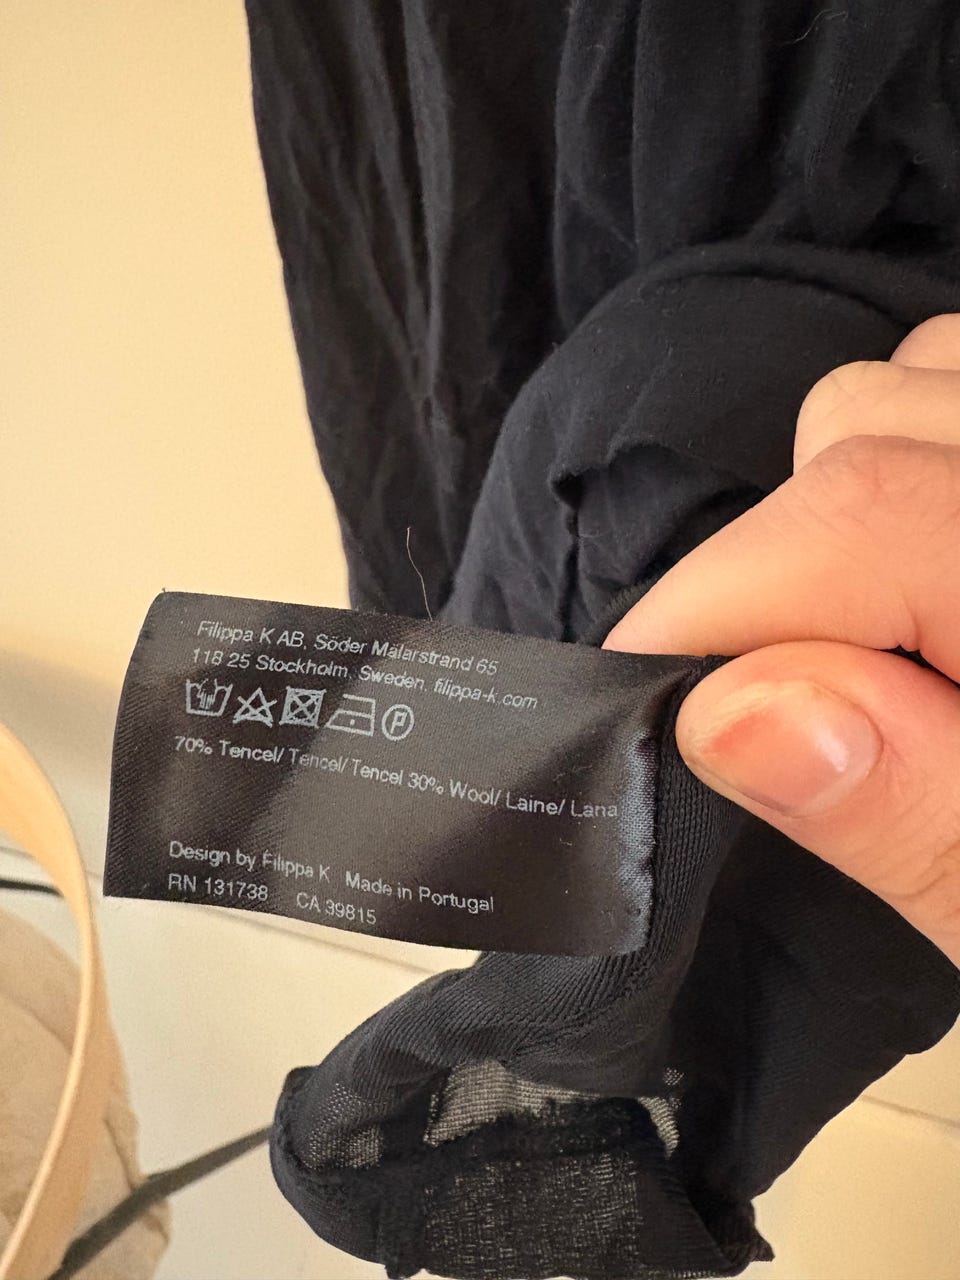 Filippa K AB, Söder Mälarstrand 65
118 25 Stockholm, Sweden, filippa-k.com
P
70% Tencel/ Tencel/ Tencel 30% Wool/ Laine/ Lana
Design by Filippa K Made in Portugal
RN 131738 CA 39815